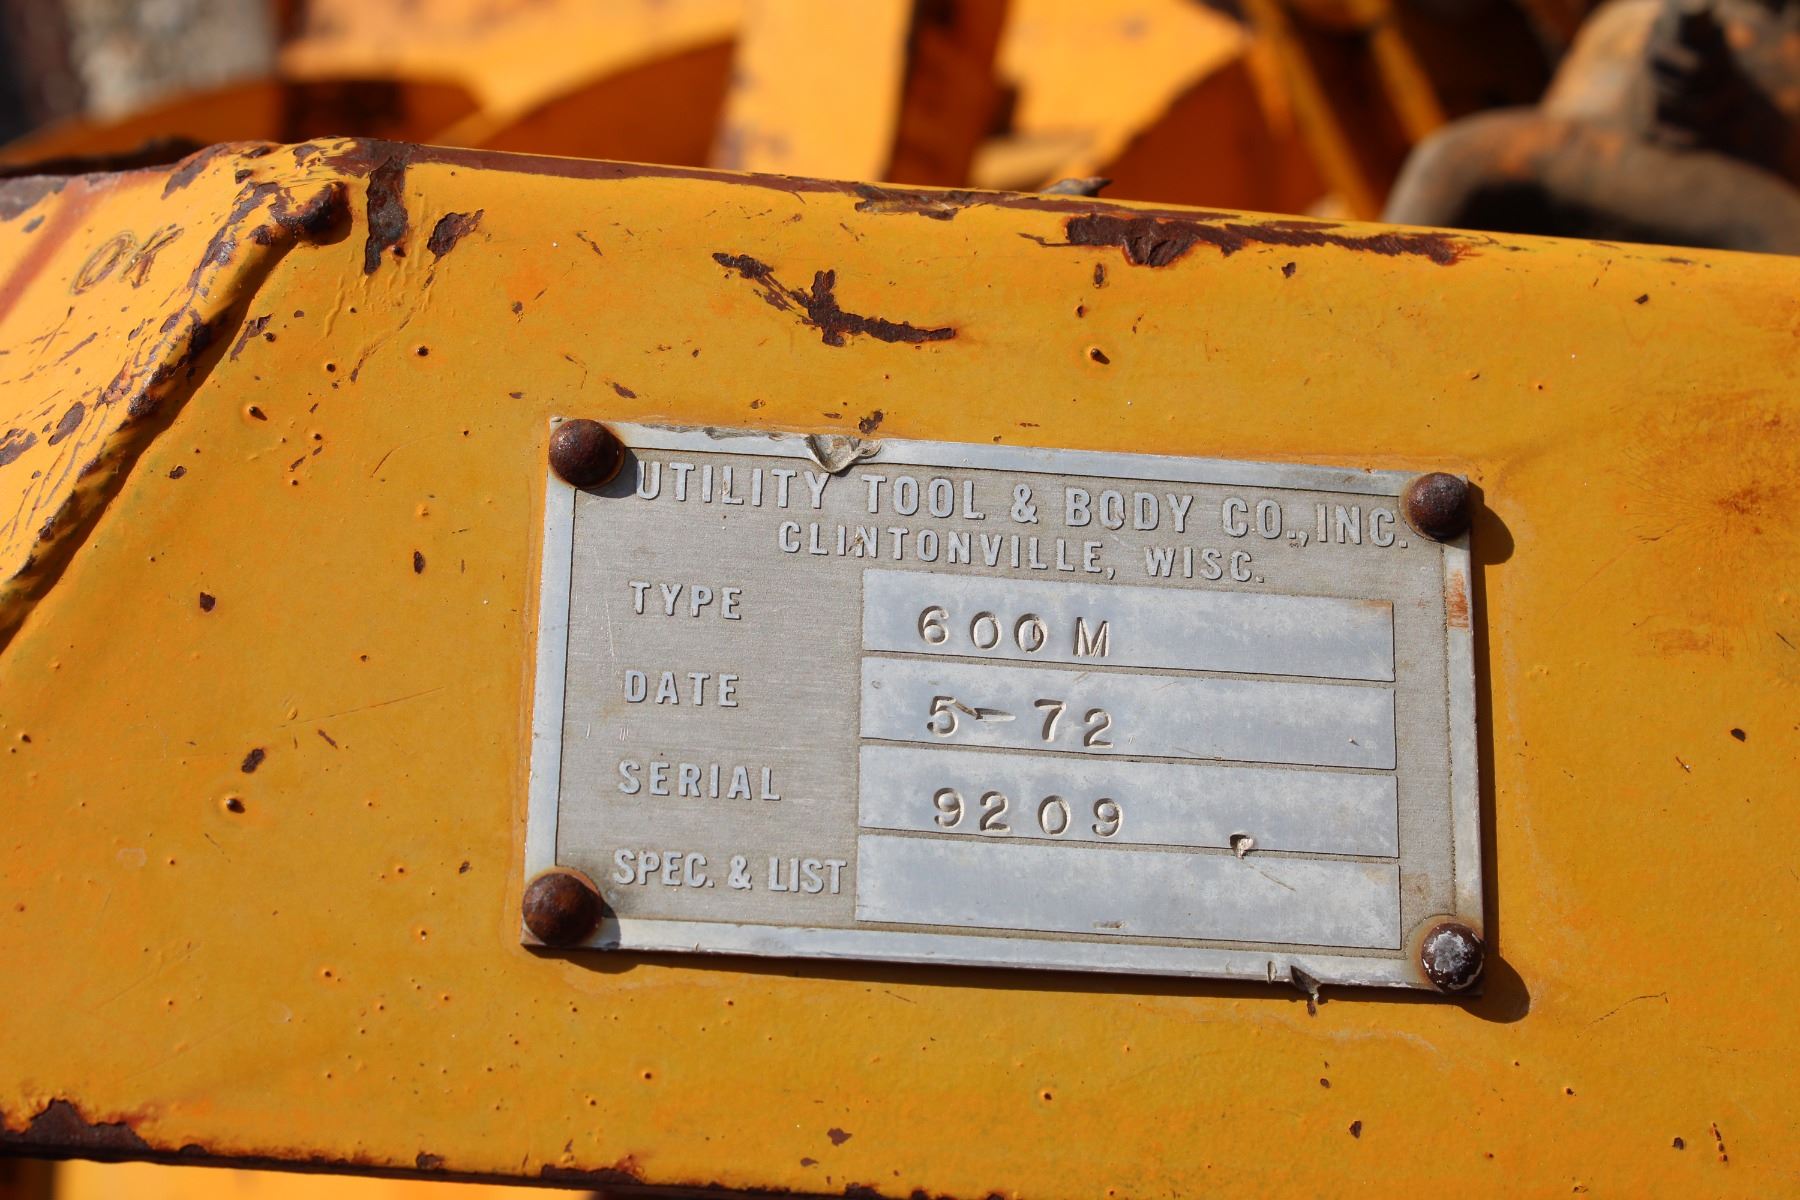 OK
UTILITY TOOL & BODY CO., INC.
CLINTONVILLE, WISC.
TYPE 600M
DATE 5-72
SERIAL 9209
SPEC. & LIST